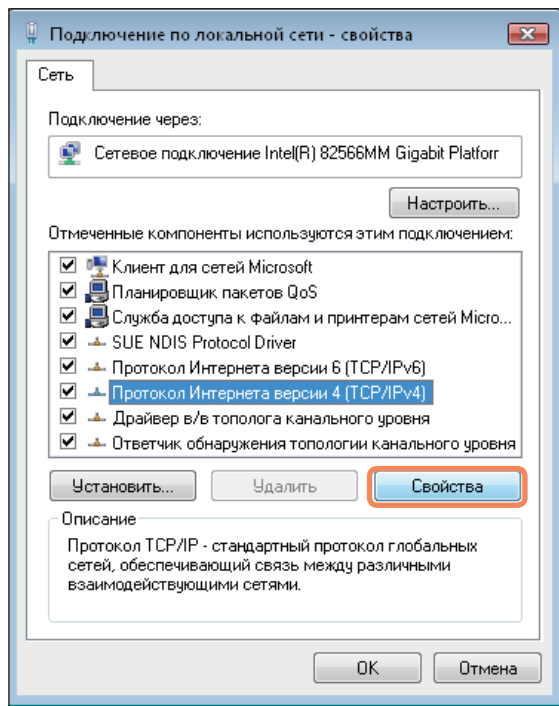 Подключение по локальной сети - свойства
Сеть
Подключение через:
Сетевое подключение Intel(R) 82566MM Gigabit Platforr
Настроить...
Отмеченные компоненты используются этим подключением:
Клиент для сетей Microsoft
Планировщик пакетов QoS
Служба доступа к файлам и принтерам сетей Micro...
SUE NDIS Protocol Driver
Протокол Интернета версии 6 (TCP/IPv6)
Протокол Интернета версии 4 (TCP/IPv4)
Драйвер в/в тополога канального уровня
Ответчик обнаружения топологии канального уровня
Установить... Удалить Свойства
Описание
Протокол TCP/IP - стандартный протокол глобальных
сетей, обеспечивающий связь между различными
взаимодействующими сетями.
OK Отмена